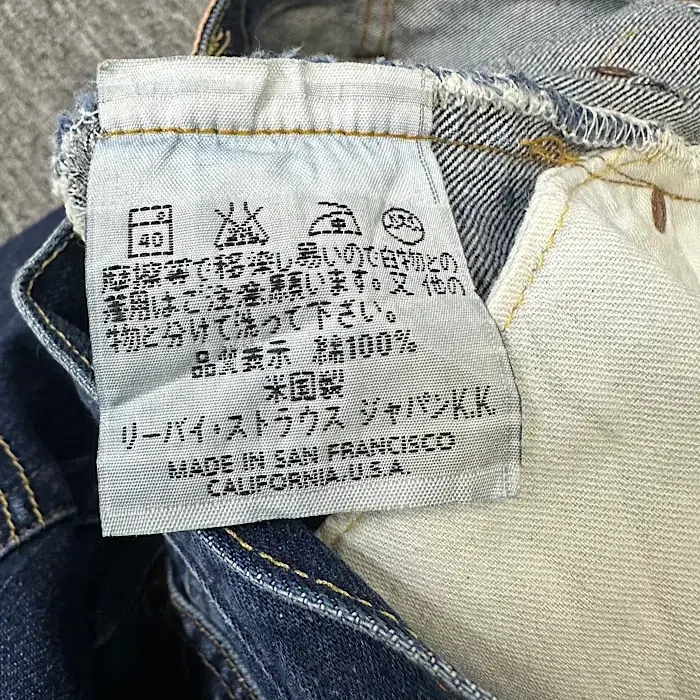 40
摩擦等で格楽し易いので白物との
着用はご注意願います。又 他の
物と分けて洗って下さい。
品質表示 綿100%
米国製
リーバイ・ストラウス ジャパンK.K.
MADE IN SAN FRANCISCO
CALIFORNIA U.S.A.